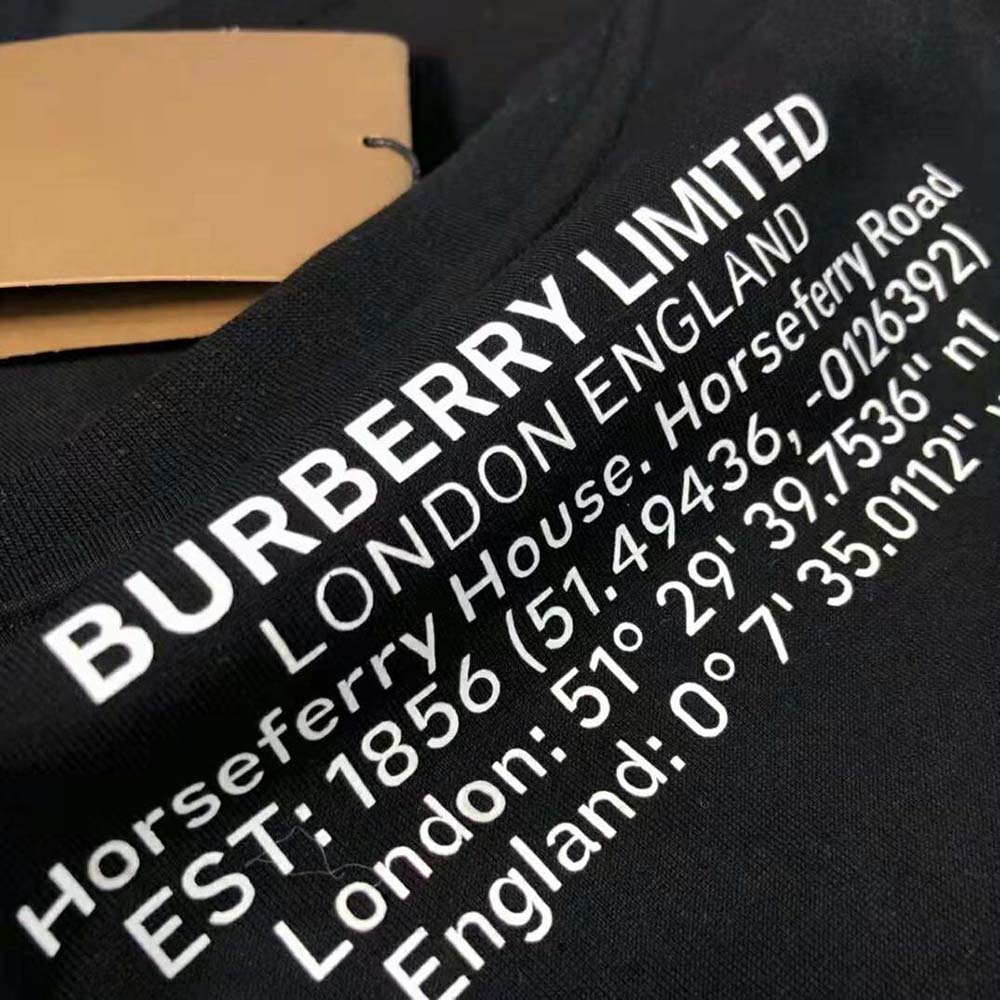 BURBERRY LIMITED
LONDON ENGLAND
Horseferry House. Horseferry Road
EST: 1856 (51.49436, -0126392)
London: 51° 29' 39.7536" n1
England: 0° 7' 35.0112"